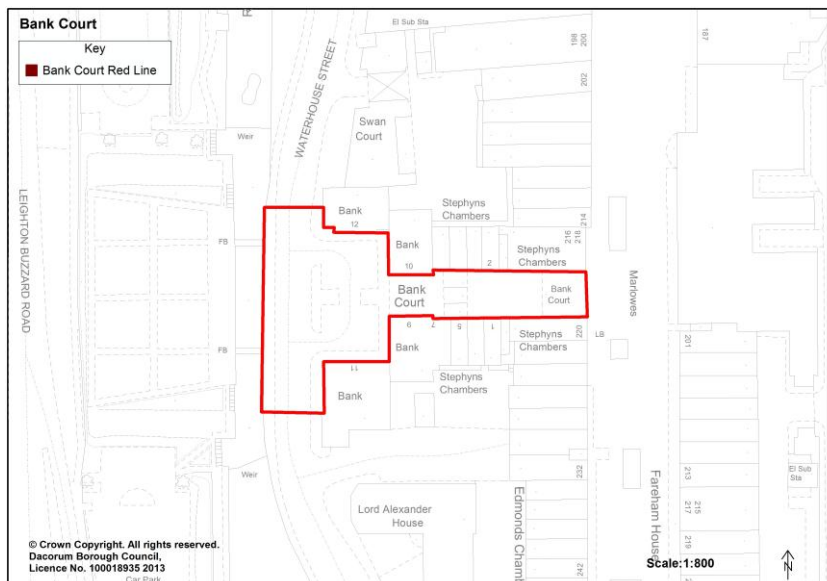 Bank Court
Key
Bank Court Red Line
El Sub Sta
198
200
202
187
WATERHOUSE STREET
Swan
Court
Weir
LEIGHTON BUZZARD ROAD
Bank
12
Stephyns
Chambers
214
216
218
FB
Bank
10
2
Stephyns
Chambers
Marlowes
Bank
Court
Bank
Court
9
7
5
1
Bank
Stephyns
Chambers
220
LB
201
FB
11
Bank
Stephyns
Chambers
Weir
232
213
215
217
219
El Sub
Sta
Lord Alexander
House
Fareham House
242
© Crown Copyright. All rights reserved.
Dacorum Borough Council,
Licence No. 100018935 2013
Car Park
Scale:1:800
N